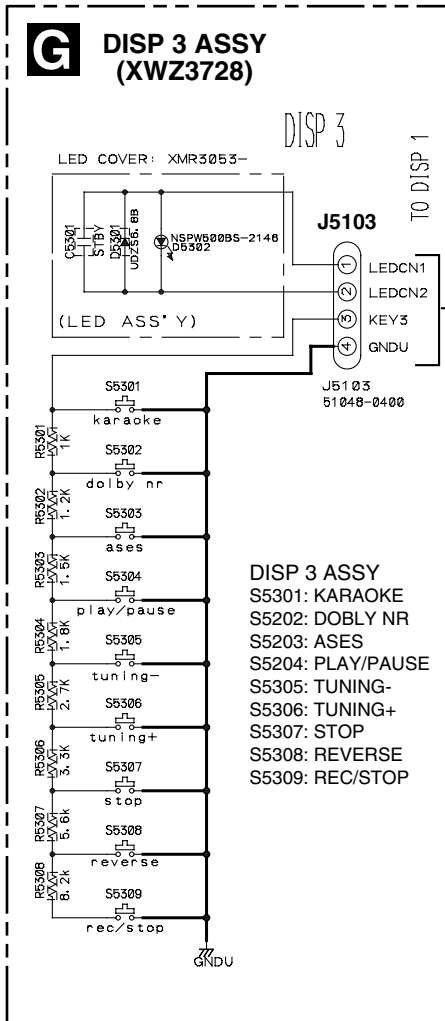 G
DISP 3 ASSY
(XWZ3728)
DISP 3
TO DISP 1
LED COVER: XMR3053-
C5301
STBY
D5301
UDZS6.8B
NSPW500BS-2146
D5302
(LED ASS'Y)
J5103
1 LEDCN1
2 LEDCN2
3 KEY3
4 GNDU
J5103
51048-0400
S5301
karaoke
R5301
1K
S5302
dolby nr
R5302
1.2K
S5303
ases
R5303
1.5K
S5304
play/pause
R5304
1.8K
S5305
tuning-
R5305
2.7K
S5306
tuning+
R5306
3.3K
S5307
stop
R5307
5.6k
S5308
reverse
R5308
8.2k
S5309
rec/stop
GNDU
DISP 3 ASSY
S5301: KARAOKE
S5202: DOBLY NR
S5203: ASES
S5204: PLAY/PAUSE
S5305: TUNING-
S5306: TUNING+
S5307: STOP
S5308: REVERSE
S5309: REC/STOP